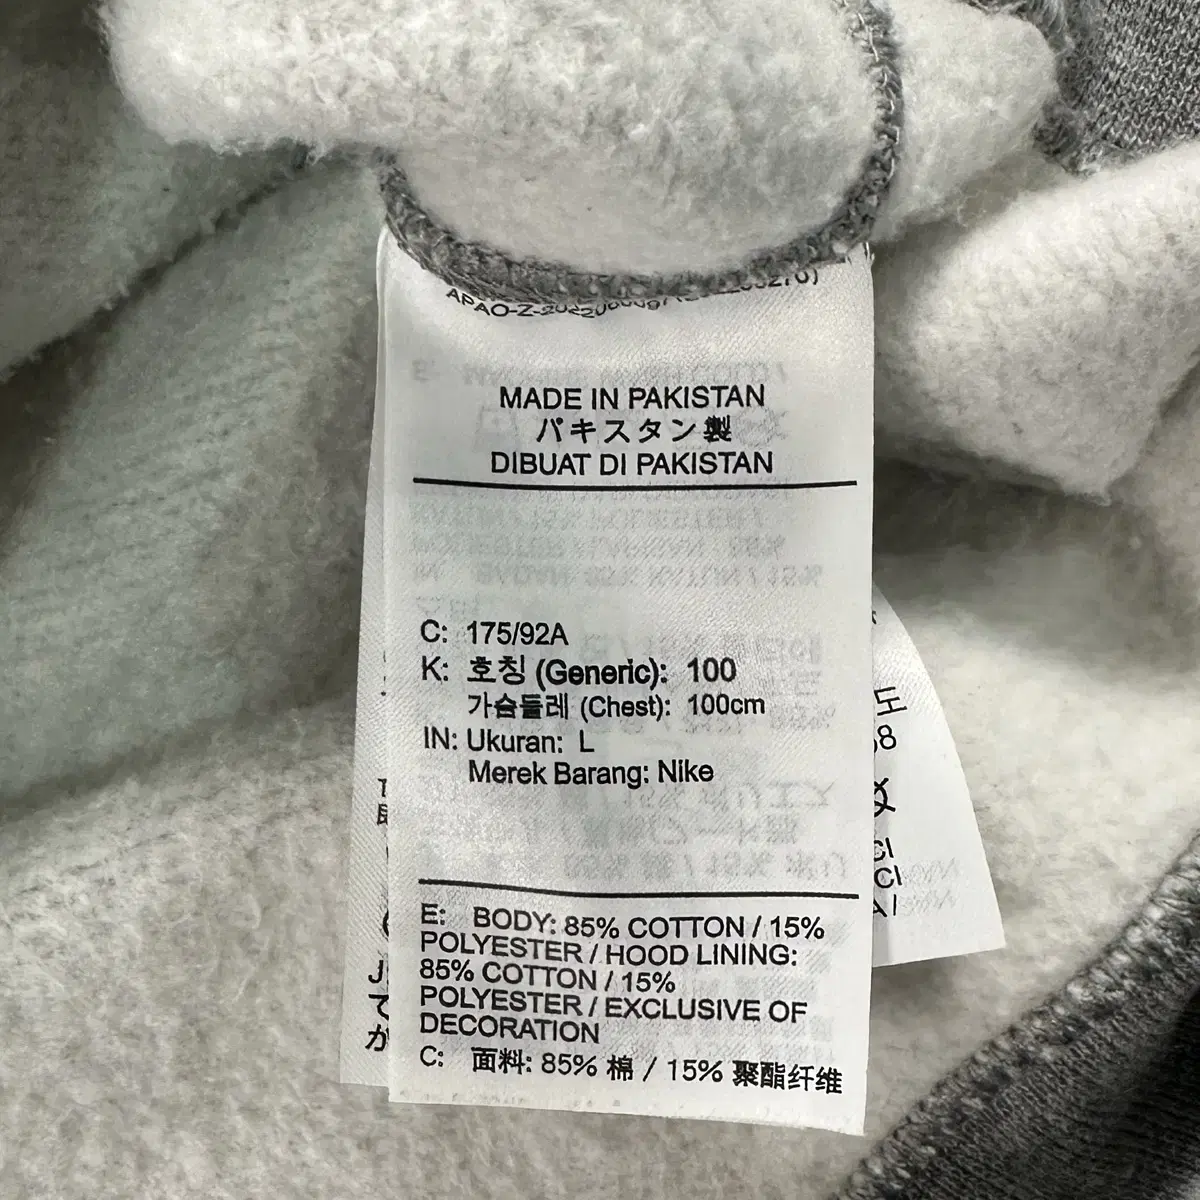 MADE IN PAKISTAN
パキスタン製
DIBUAT DI PAKISTAN
C: 175/92A
K: 호칭 (Generic): 100
가슴둘레 (Chest): 100cm
IN: Ukuran: L
Merek Barang: Nike
E: BODY: 85% COTTON / 15%
POLYESTER / HOOD LINING:
85% COTTON / 15%
POLYESTER / EXCLUSIVE OF
DECORATION
C: 面料: 85% 棉 / 15% 聚酯纤维
도